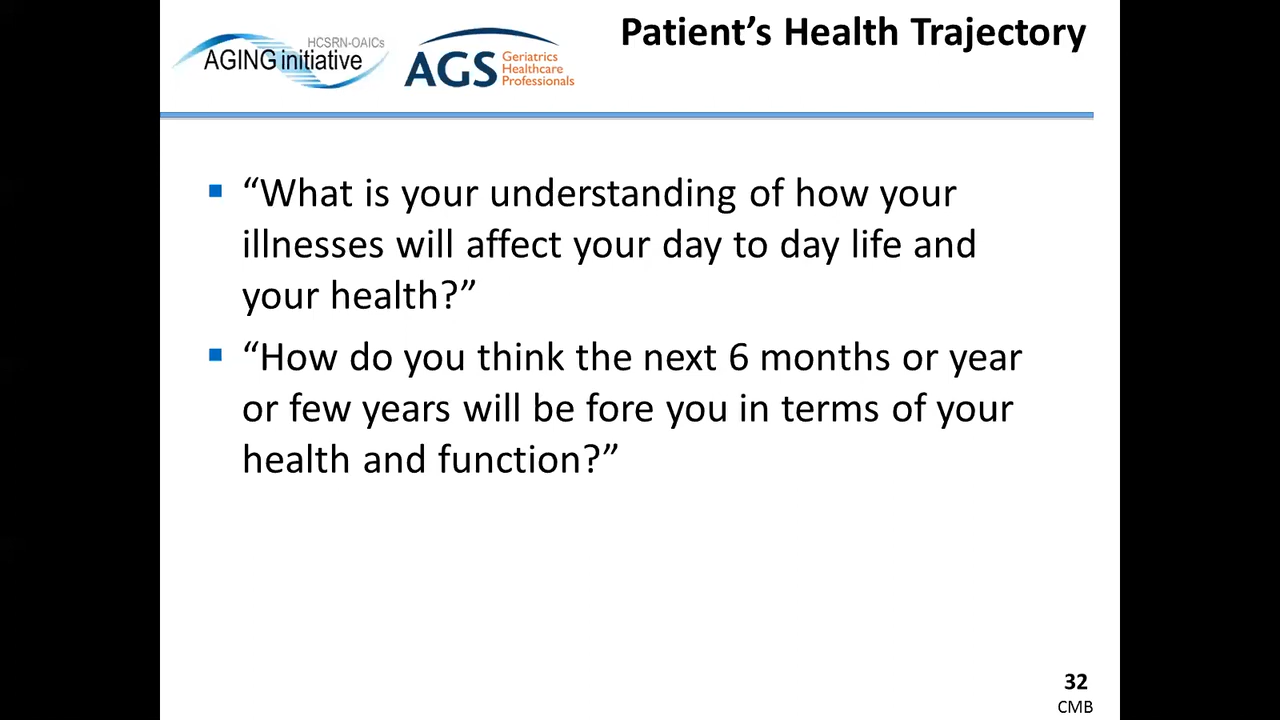 HCSRN-OAICs
AGING initiative
AGS
Geriatrics
Healthcare
Professionals
Patient’s Health Trajectory
“What is your understanding of how your
illnesses will affect your day to day life and
your health?”
“How do you think the next 6 months or year
or few years will be fore you in terms of your
health and function?”
32
CMB